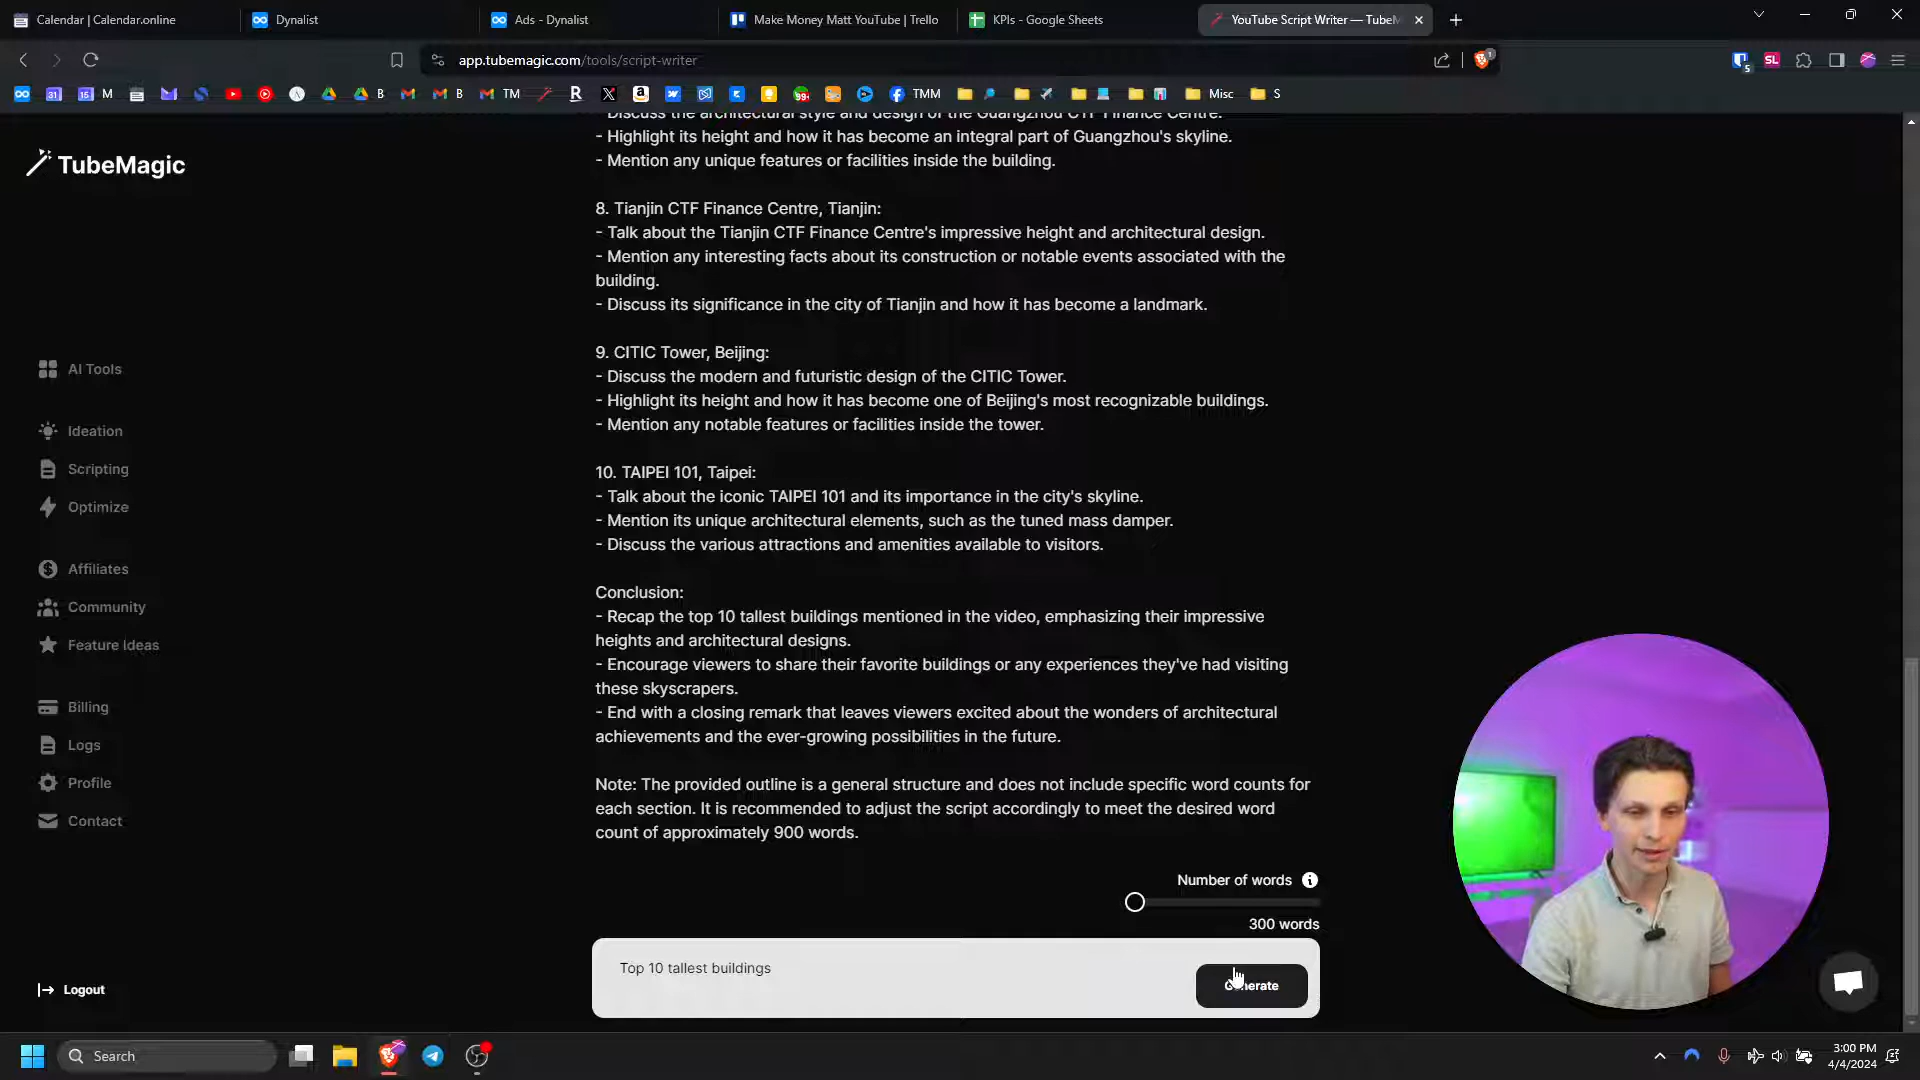 Calendar | Calendar.online
Dynalist
Ads - Dynalist
Make Money Matt YouTube | Trello
KPIs - Google Sheets
YouTube Script Writer — TubeM
app.tubemagic.com/tools/script-writer
M
B
B
TM
TMM
Misc
S
TubeMagic
- Discuss the architectural style and design of the Guangzhou CTF Finance Centre.
- Highlight its height and how it has become an integral part of Guangzhou's skyline.
- Mention any unique features or facilities inside the building.
8. Tianjin CTF Finance Centre, Tianjin:
- Talk about the Tianjin CTF Finance Centre's impressive height and architectural design.
- Mention any interesting facts about its construction or notable events associated with the
building.
- Discuss its significance in the city of Tianjin and how it has become a landmark.
9. CITIC Tower, Beijing:
- Discuss the modern and futuristic design of the CITIC Tower.
- Highlight its height and how it has become one of Beijing's most recognizable buildings.
- Mention any notable features or facilities inside the tower.
10. TAIPEI 101, Taipei:
- Talk about the iconic TAIPEI 101 and its importance in the city's skyline.
- Mention its unique architectural elements, such as the tuned mass damper.
- Discuss the various attractions and amenities available to visitors.
Conclusion:
- Recap the top 10 tallest buildings mentioned in the video, emphasizing their impressive
heights and architectural designs.
- Encourage viewers to share their favorite buildings or any experiences they've had visiting
these skyscrapers.
- End with a closing remark that leaves viewers excited about the wonders of architectural
achievements and the ever-growing possibilities in the future.
Note: The provided outline is a general structure and does not include specific word counts for
each section. It is recommended to adjust the script accordingly to meet the desired word
count of approximately 900 words.
Number of words
300 words
Top 10 tallest buildings
Generate
AI Tools
Ideation
Scripting
Optimize
Affiliates
Community
Feature Ideas
Billing
Logs
Profile
Contact
Logout
Search
3:00 PM
4/4/2024